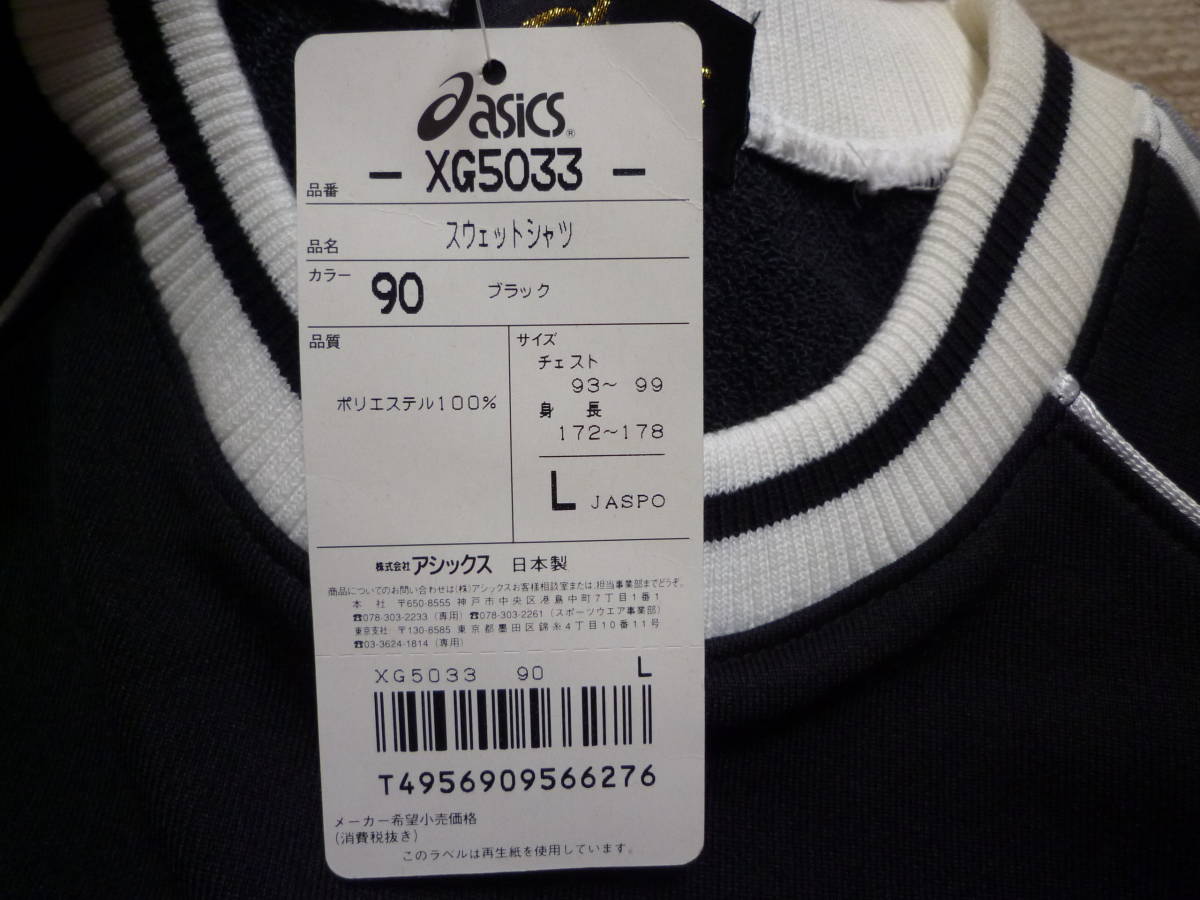 asics®
品番 — XG5033 —
品名 スウェットシャツ
カラー 90 ブラック
品質
ポリエステル100%
サイズ
チェスト
93〜 99
身 長
172〜178
L JASPO
株式会社アシックス 日本製
商品についてのお問い合わせは(株)アシックスお客様相談室または、担当事業部までどうぞ。
本 社 〒650-8555 神戸市中央区港島中町7丁目1番1
☎078-303-2233(専用)☎078-303-2261(スポーツウエア事業部)
東京支社 〒130-8585 東京都墨田区錦糸4丁目10番11号
☎03-3624-1814(専用)
XG5033 90 L
T4956909566276
メーカー希望小売価格
(消費税抜き)
このラベルは再生紙を使用しています。